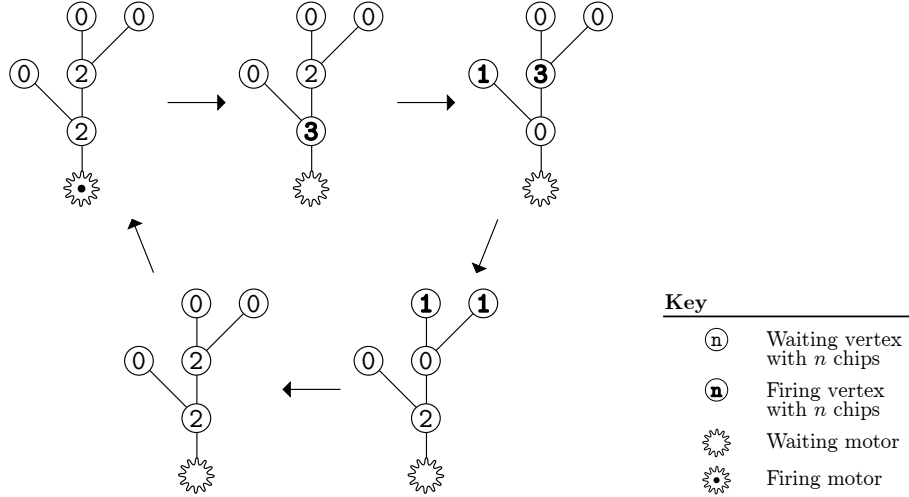 0 0 0 0 0 0
0 2 0 2 1 3
2 3 0
0 0 1 1
0 2 0 0
2 2
Key
n Waiting vertex
with n chips
n Firing vertex
with n chips
Waiting motor
Firing motor